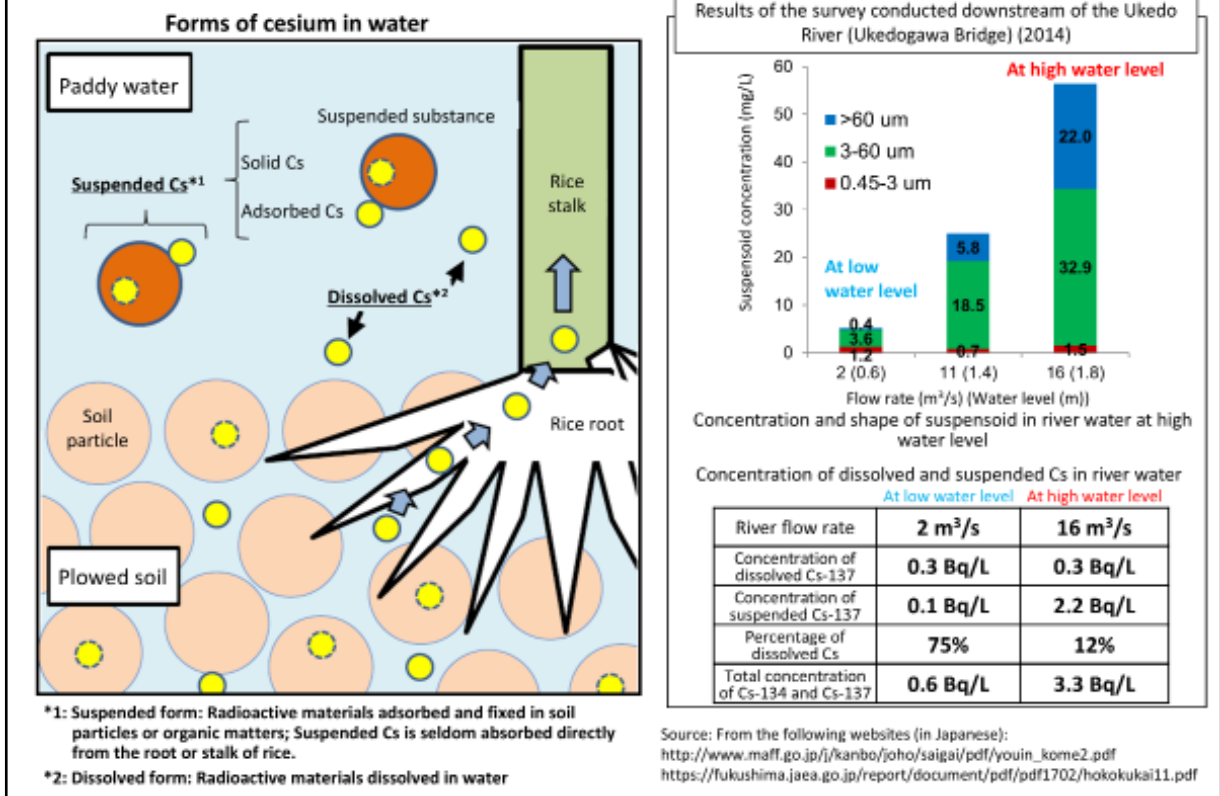 Forms of cesium in water
Paddy water
Suspended substance
Solid Cs
Suspended Cs*1
Adsorbed Cs
Rice
stalk
Dissolved Cs*2
Soil
particle
Rice root
Plowed soil
*1: Suspended form: Radioactive materials adsorbed and fixed in soil
particles or organic matters; Suspended Cs is seldom absorbed directly
from the root or stalk of rice.
*2: Dissolved form: Radioactive materials dissolved in water
Results of the survey conducted downstream of the Ukedo
River (Ukedogawa Bridge) (2014)
At high water level
Suspensoid concentration (mg/L)
60
50
40
30
20
10
0
>60 um
3-60 um
0.45-3 um
At low
water level
0.4
3.6
1.2
5.8
18.5
0.7
22.0
32.9
1.5
2 (0.6) 11 (1.4) 16 (1.8)
Flow rate (m³/s) (Water level (m))
Concentration and shape of suspensoid in river water at high
water level
Concentration of dissolved and suspended Cs in river water
At low water level At high water level
River flow rate 2 m³/s 16 m³/s
Concentration of
dissolved Cs-137 0.3 Bq/L 0.3 Bq/L
Concentration of
suspended Cs-137 0.1 Bq/L 2.2 Bq/L
Percentage of
dissolved Cs 75% 12%
Total concentration
of Cs-134 and Cs-137 0.6 Bq/L 3.3 Bq/L
Source: From the following websites (in Japanese):
http://www.maff.go.jp/j/kanbo/joho/saigai/pdf/youin_kome2.pdf
https://fukushima.jaea.go.jp/report/document/pdf/pdf1702/hokokukai11.pdf